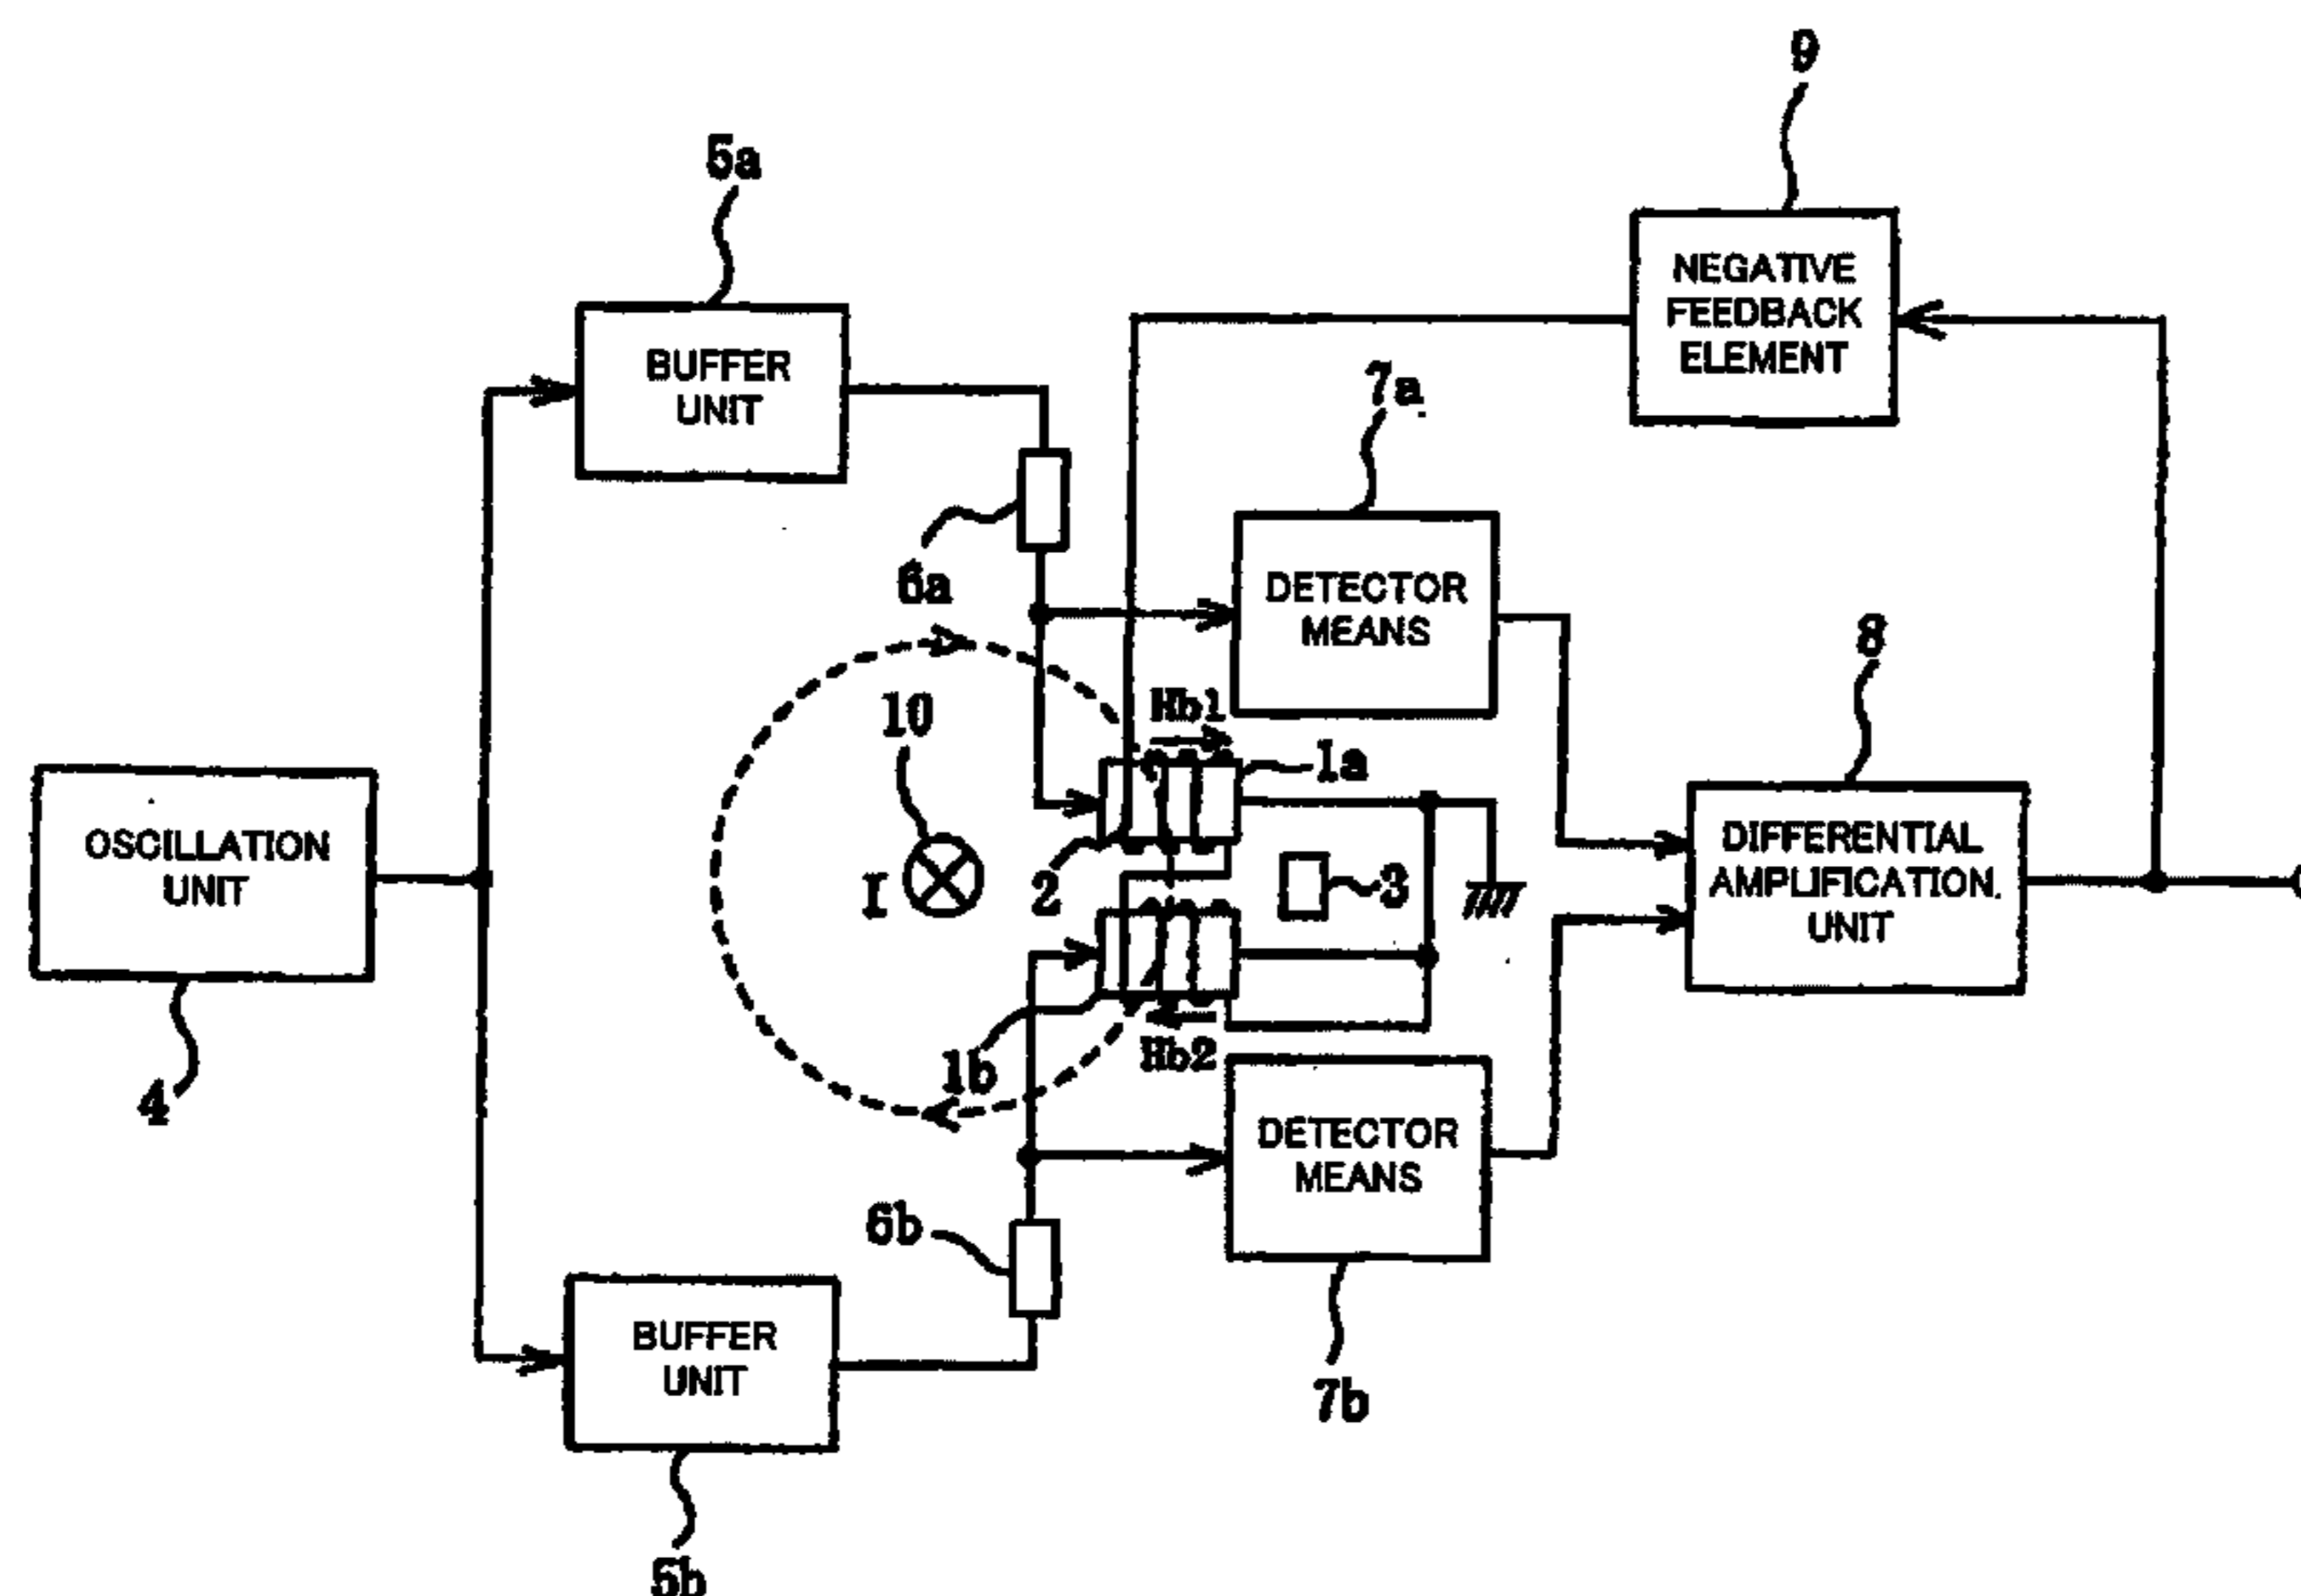 9
5a
NEGATIVE
FEEDBACK
ELEMENT
BUFFER
UNIT
7a
6a
DETECTOR
MEANS
8
10
Hb1
1a
OSCILLATION
UNIT
I
2
3
DIFFERENTIAL
AMPLIFICATION.
UNIT
1b
Hb2
4
DETECTOR
MEANS
6b
BUFFER
UNIT
7b
5b